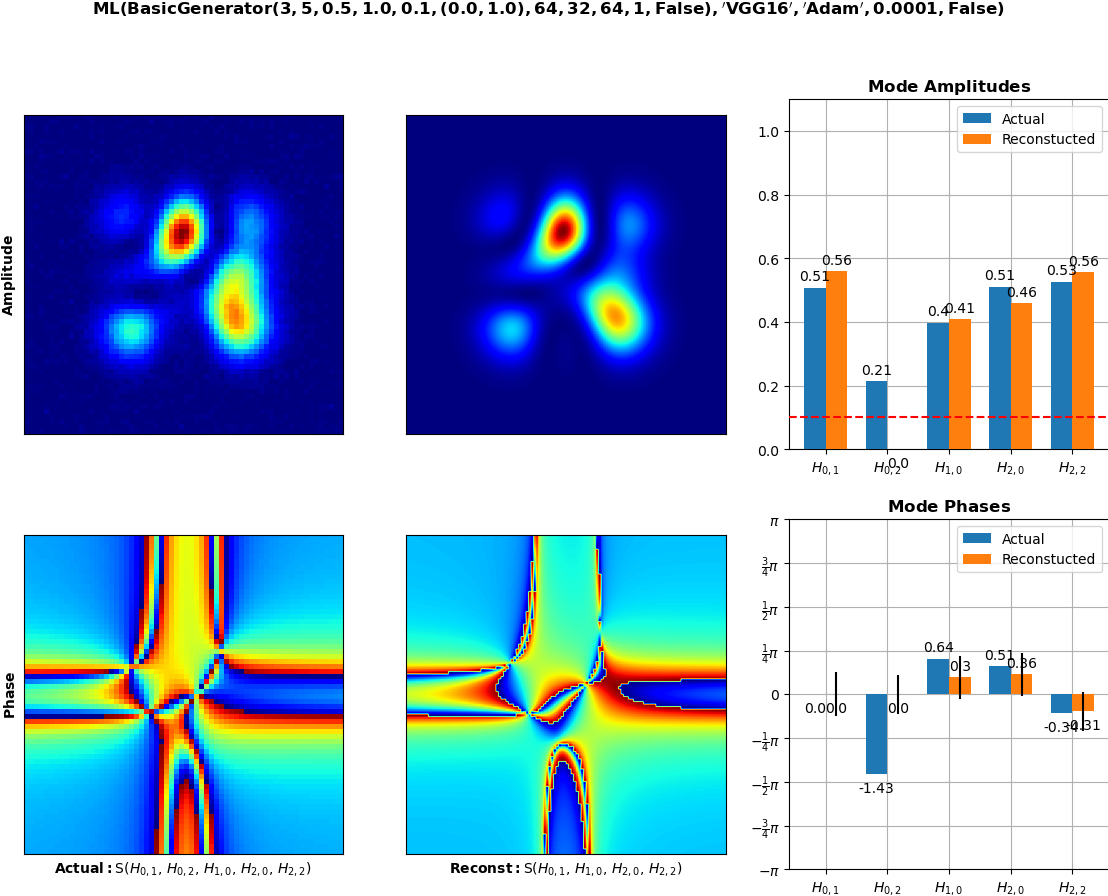 ML(BasicGenerator(3, 5, 0.5, 1.0, 0.1, (0.0, 1.0), 64, 32, 64, 1, False), ′VGG16′, ′Adam′, 0.0001, False)
Amplitude
Mode Amplitudes
Actual
Reconstucted
1.0
0.8
0.6
0.4
0.2
0.0
0.51
0.56
0.21
0.0
0.4
0.41
0.51
0.46
0.53
0.56
H0,1
H0,2
H1,0
H2,0
H2,2
Phase
Actual: S(H0,1, H0,2, H1,0, H2,0, H2,2)
Reconst: S(H0,1, H1,0, H2,0, H2,2)
Mode Phases
Actual
Reconstucted
π
3/4π
1/2π
1/4π
0
−1/4π
−1/2π
−3/4π
−π
0.0
0.0
-1.43
0.0
0.64
0.3
0.51
0.36
-0.34
-0.31
H0,1
H0,2
H1,0
H2,0
H2,2